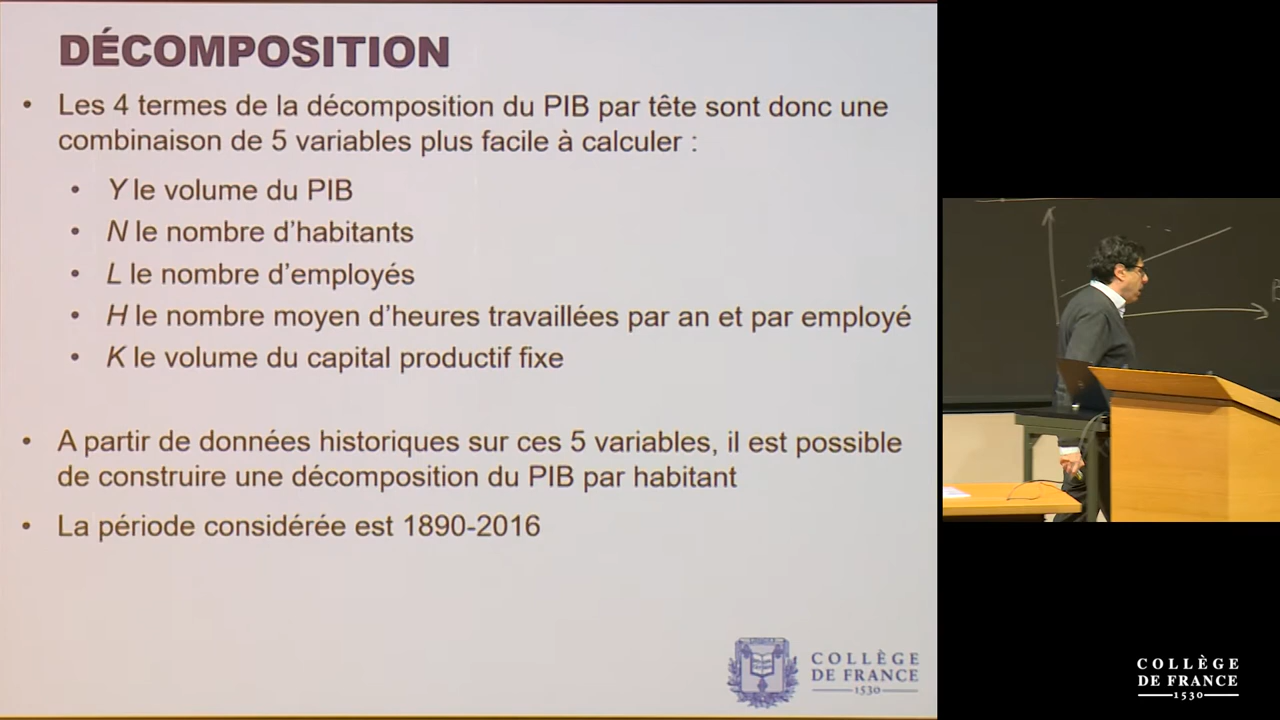 DÉCOMPOSITION
• Les 4 termes de la décomposition du PIB par tête sont donc une
combinaison de 5 variables plus facile à calculer :
• Y le volume du PIB
• N le nombre d'habitants
• L le nombre d'employés
• H le nombre moyen d'heures travaillées par an et par employé
• K le volume du capital productif fixe
• A partir de données historiques sur ces 5 variables, il est possible
de construire une décomposition du PIB par habitant
• La période considérée est 1890-2016
COLLÈGE
DE FRANCE
1530
COLLÈGE
DE FRANCE
1530